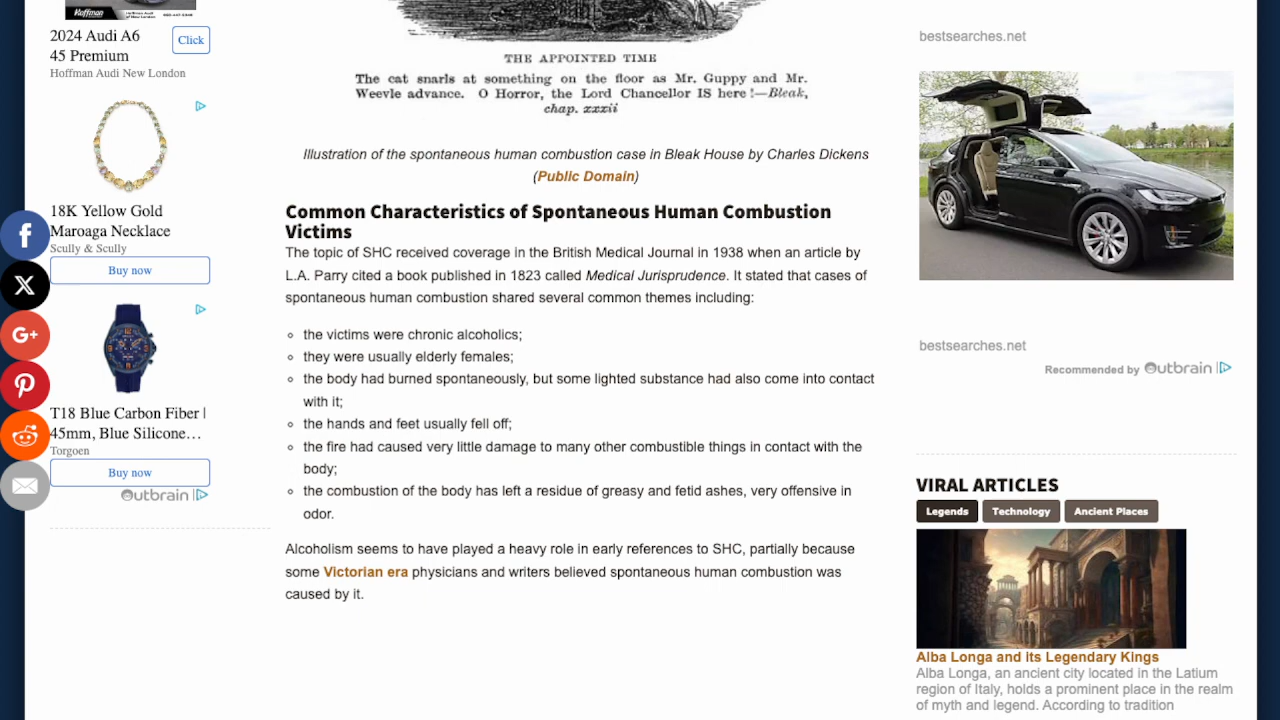 Hoffman
2024 Audi A6
45 Premium
Click
Hoffman Audi New London
18K Yellow Gold
Maroaga Necklace
Scully & Scully
Buy now
T18 Blue Carbon Fiber |
45mm, Blue Silicone…
Torgoen
Buy now
Outbrain
THE APPOINTED TIME
The cat snarls at something on the floor as Mr. Guppy and Mr.
Weevle advance. O Horror, the Lord Chancellor IS here!—Bleak,
chap. xxxii
Illustration of the spontaneous human combustion case in Bleak House by Charles Dickens
(Public Domain)
Common Characteristics of Spontaneous Human Combustion
Victims
The topic of SHC received coverage in the British Medical Journal in 1938 when an article by
L.A. Parry cited a book published in 1823 called Medical Jurisprudence. It stated that cases of
spontaneous human combustion shared several common themes including:
the victims were chronic alcoholics;
they were usually elderly females;
the body had burned spontaneously, but some lighted substance had also come into contact
with it;
the hands and feet usually fell off;
the fire had caused very little damage to many other combustible things in contact with the
body;
the combustion of the body has left a residue of greasy and fetid ashes, very offensive in
odor.
Alcoholism seems to have played a heavy role in early references to SHC, partially because
some Victorian era physicians and writers believed spontaneous human combustion was
caused by it.
bestsearches.net
bestsearches.net
Recommended by Outbrain
VIRAL ARTICLES
Legends
Technology
Ancient Places
Alba Longa and its Legendary Kings
Alba Longa, an ancient city located in the Latium
region of Italy, holds a prominent place in the realm
of myth and legend. According to tradition